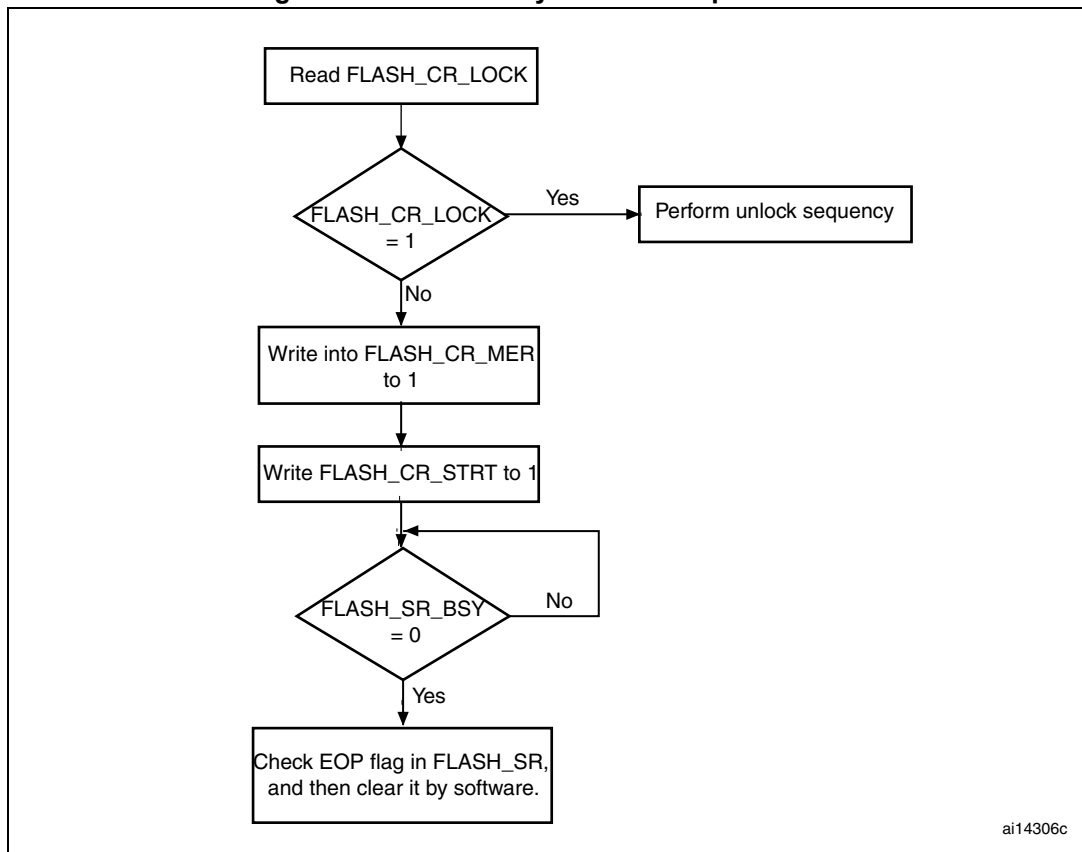 Read FLASH_CR_LOCK
FLASH_CR_LOCK
= 1
Yes
Perform unlock sequency
No
Write into FLASH_CR_MER
to 1
Write FLASH_CR_STRT to 1
FLASH_SR_BSY
= 0
No
Yes
Check EOP flag in FLASH_SR,
and then clear it by software.
ai14306c